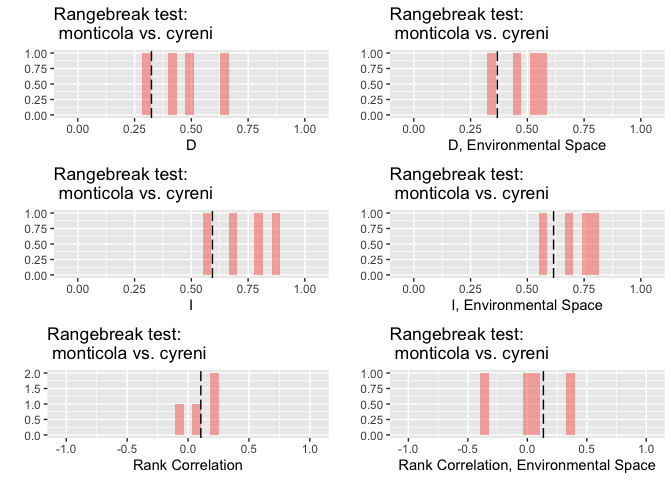 Rangebreak test:
monticola vs. cyreni
1.00
0.75
0.50
0.25
0.00
0.00 0.25 0.50 0.75 1.00
D
Rangebreak test:
monticola vs. cyreni
1.00
0.75
0.50
0.25
0.00
0.00 0.25 0.50 0.75 1.00
D, Environmental Space
Rangebreak test:
monticola vs. cyreni
1.00
0.75
0.50
0.25
0.00
0.00 0.25 0.50 0.75 1.00
I
Rangebreak test:
monticola vs. cyreni
1.00
0.75
0.50
0.25
0.00
0.00 0.25 0.50 0.75 1.00
I, Environmental Space
Rangebreak test:
monticola vs. cyreni
2.0
1.5
1.0
0.5
0.0
-1.0 -0.5 0.0 0.5 1.0
Rank Correlation
Rangebreak test:
monticola vs. cyreni
1.00
0.75
0.50
0.25
0.00
-1.0 -0.5 0.0 0.5 1.0
Rank Correlation, Environmental Space